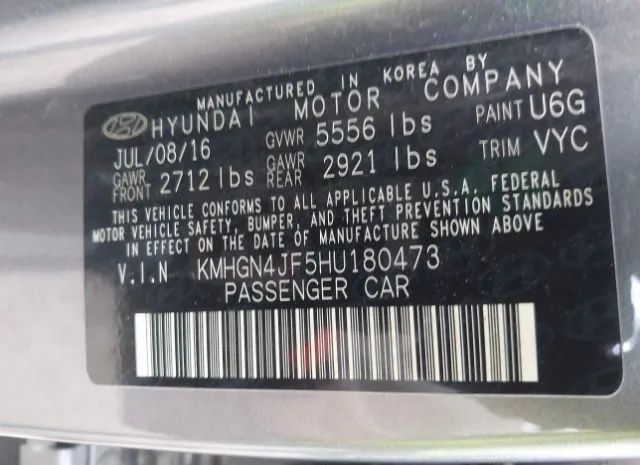 MANUFACTURED IN KOREA BY
HYUNDAI MOTOR COMPANY
JUL/08/16 GVWR 5556 lbs PAINT U6G
GAWR FRONT 2712 lbs GAWR REAR 2921 lbs TRIM VYC
THIS VEHICLE CONFORMS TO ALL APPLICABLE U.S.A. FEDERAL
MOTOR VEHICLE SAFETY, BUMPER, AND THEFT PREVENTION STANDARDS
IN EFFECT ON THE DATE OF MANUFACTURE SHOWN ABOVE
V.I.N KMHGN4JF5HU180473
PASSENGER CAR